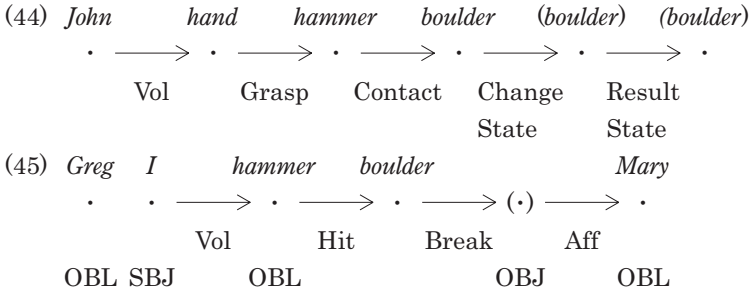 (44) John hand hammer boulder (boulder) (boulder)
· ⟶ · ⟶ · ⟶ · ⟶ · ⟶ ·
Vol Grasp Contact Change Result
State State
(45) Greg I hammer boulder Mary
· · ⟶ · ⟶ · ⟶ (·) ⟶ ·
Vol Hit Break Aff
OBL SBJ OBL OBJ OBL